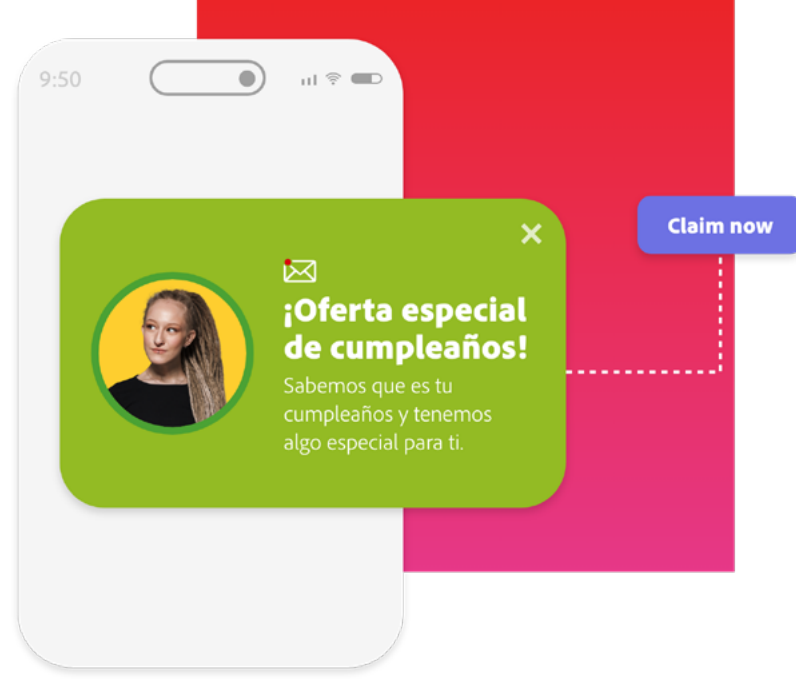 9:50
Claim now
¡Oferta especial
de cumpleaños!
Sabemos que es tu
cumpleaños y tenemos
algo especial para ti.